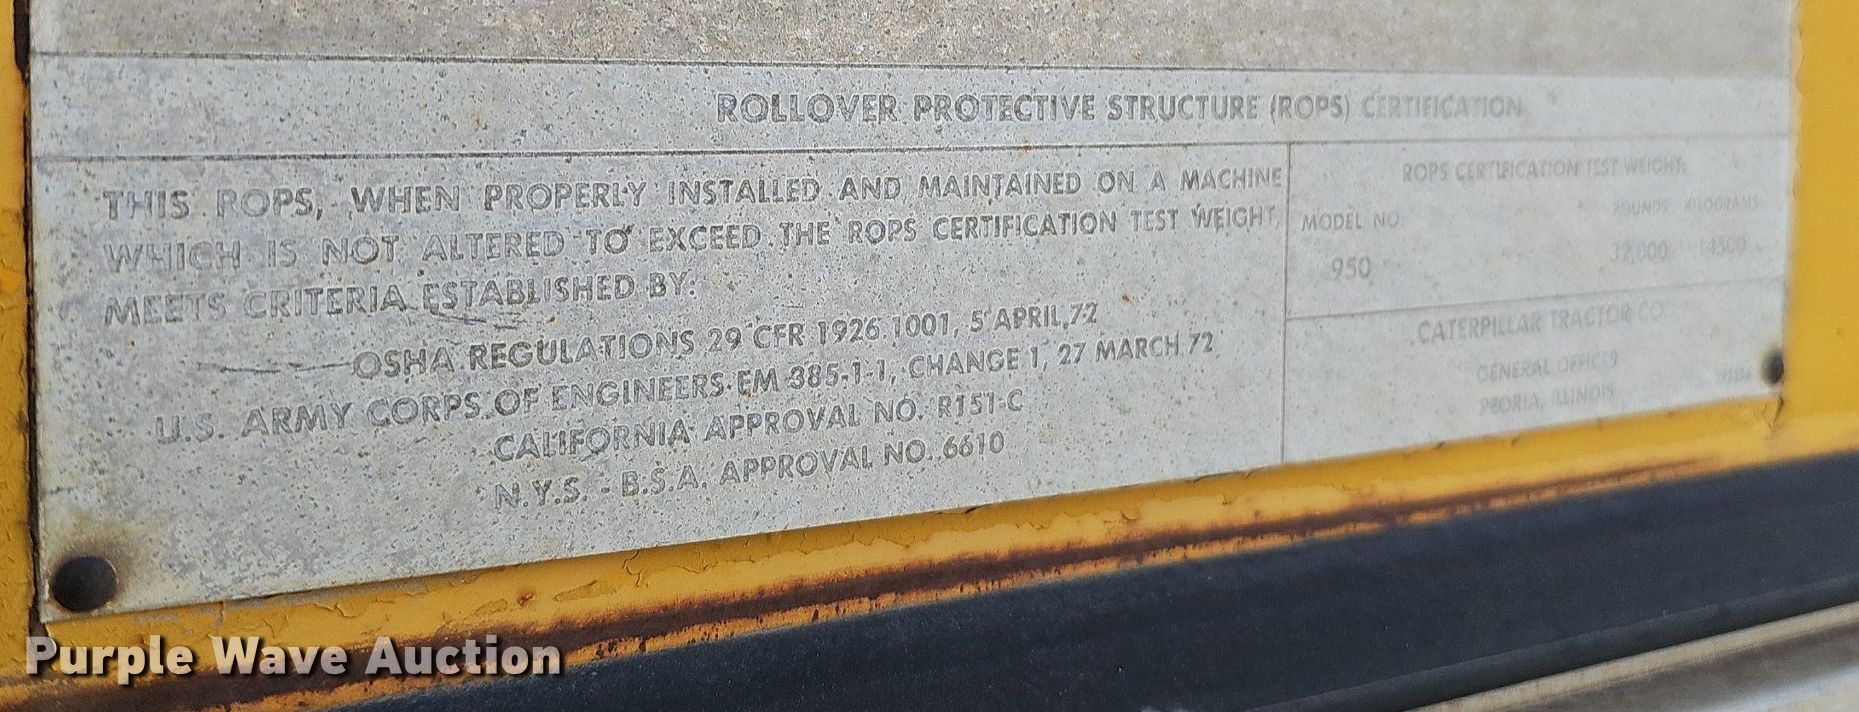 ROLLOVER PROTECTIVE STRUCTURE (ROPS) CERTIFICATION
THIS ROPS, WHEN PROPERLY INSTALLED AND MAINTAINED ON A MACHINE
WHICH IS NOT ALTERED TO EXCEED THE ROPS CERTIFICATION TEST WEIGHT,
MEETS CRITERIA ESTABLISHED BY:
OSHA REGULATIONS 29 CFR 1926.1001, 5 APRIL,72
U.S. ARMY CORPS OF ENGINEERS EM 385-1-1, CHANGE 1, 27 MARCH 72
CALIFORNIA APPROVAL NO. R151-C
N.Y.S. - B.S.A. APPROVAL NO. 6610
ROPS CERTIFICATION TEST WEIGHT:
MODEL NO. POUNDS KILOGRAMS
950 32,000 14500
CATERPILLAR TRACTOR CO.
GENERAL OFFICES
PEORIA, ILLINOIS
Purple Wave Auction